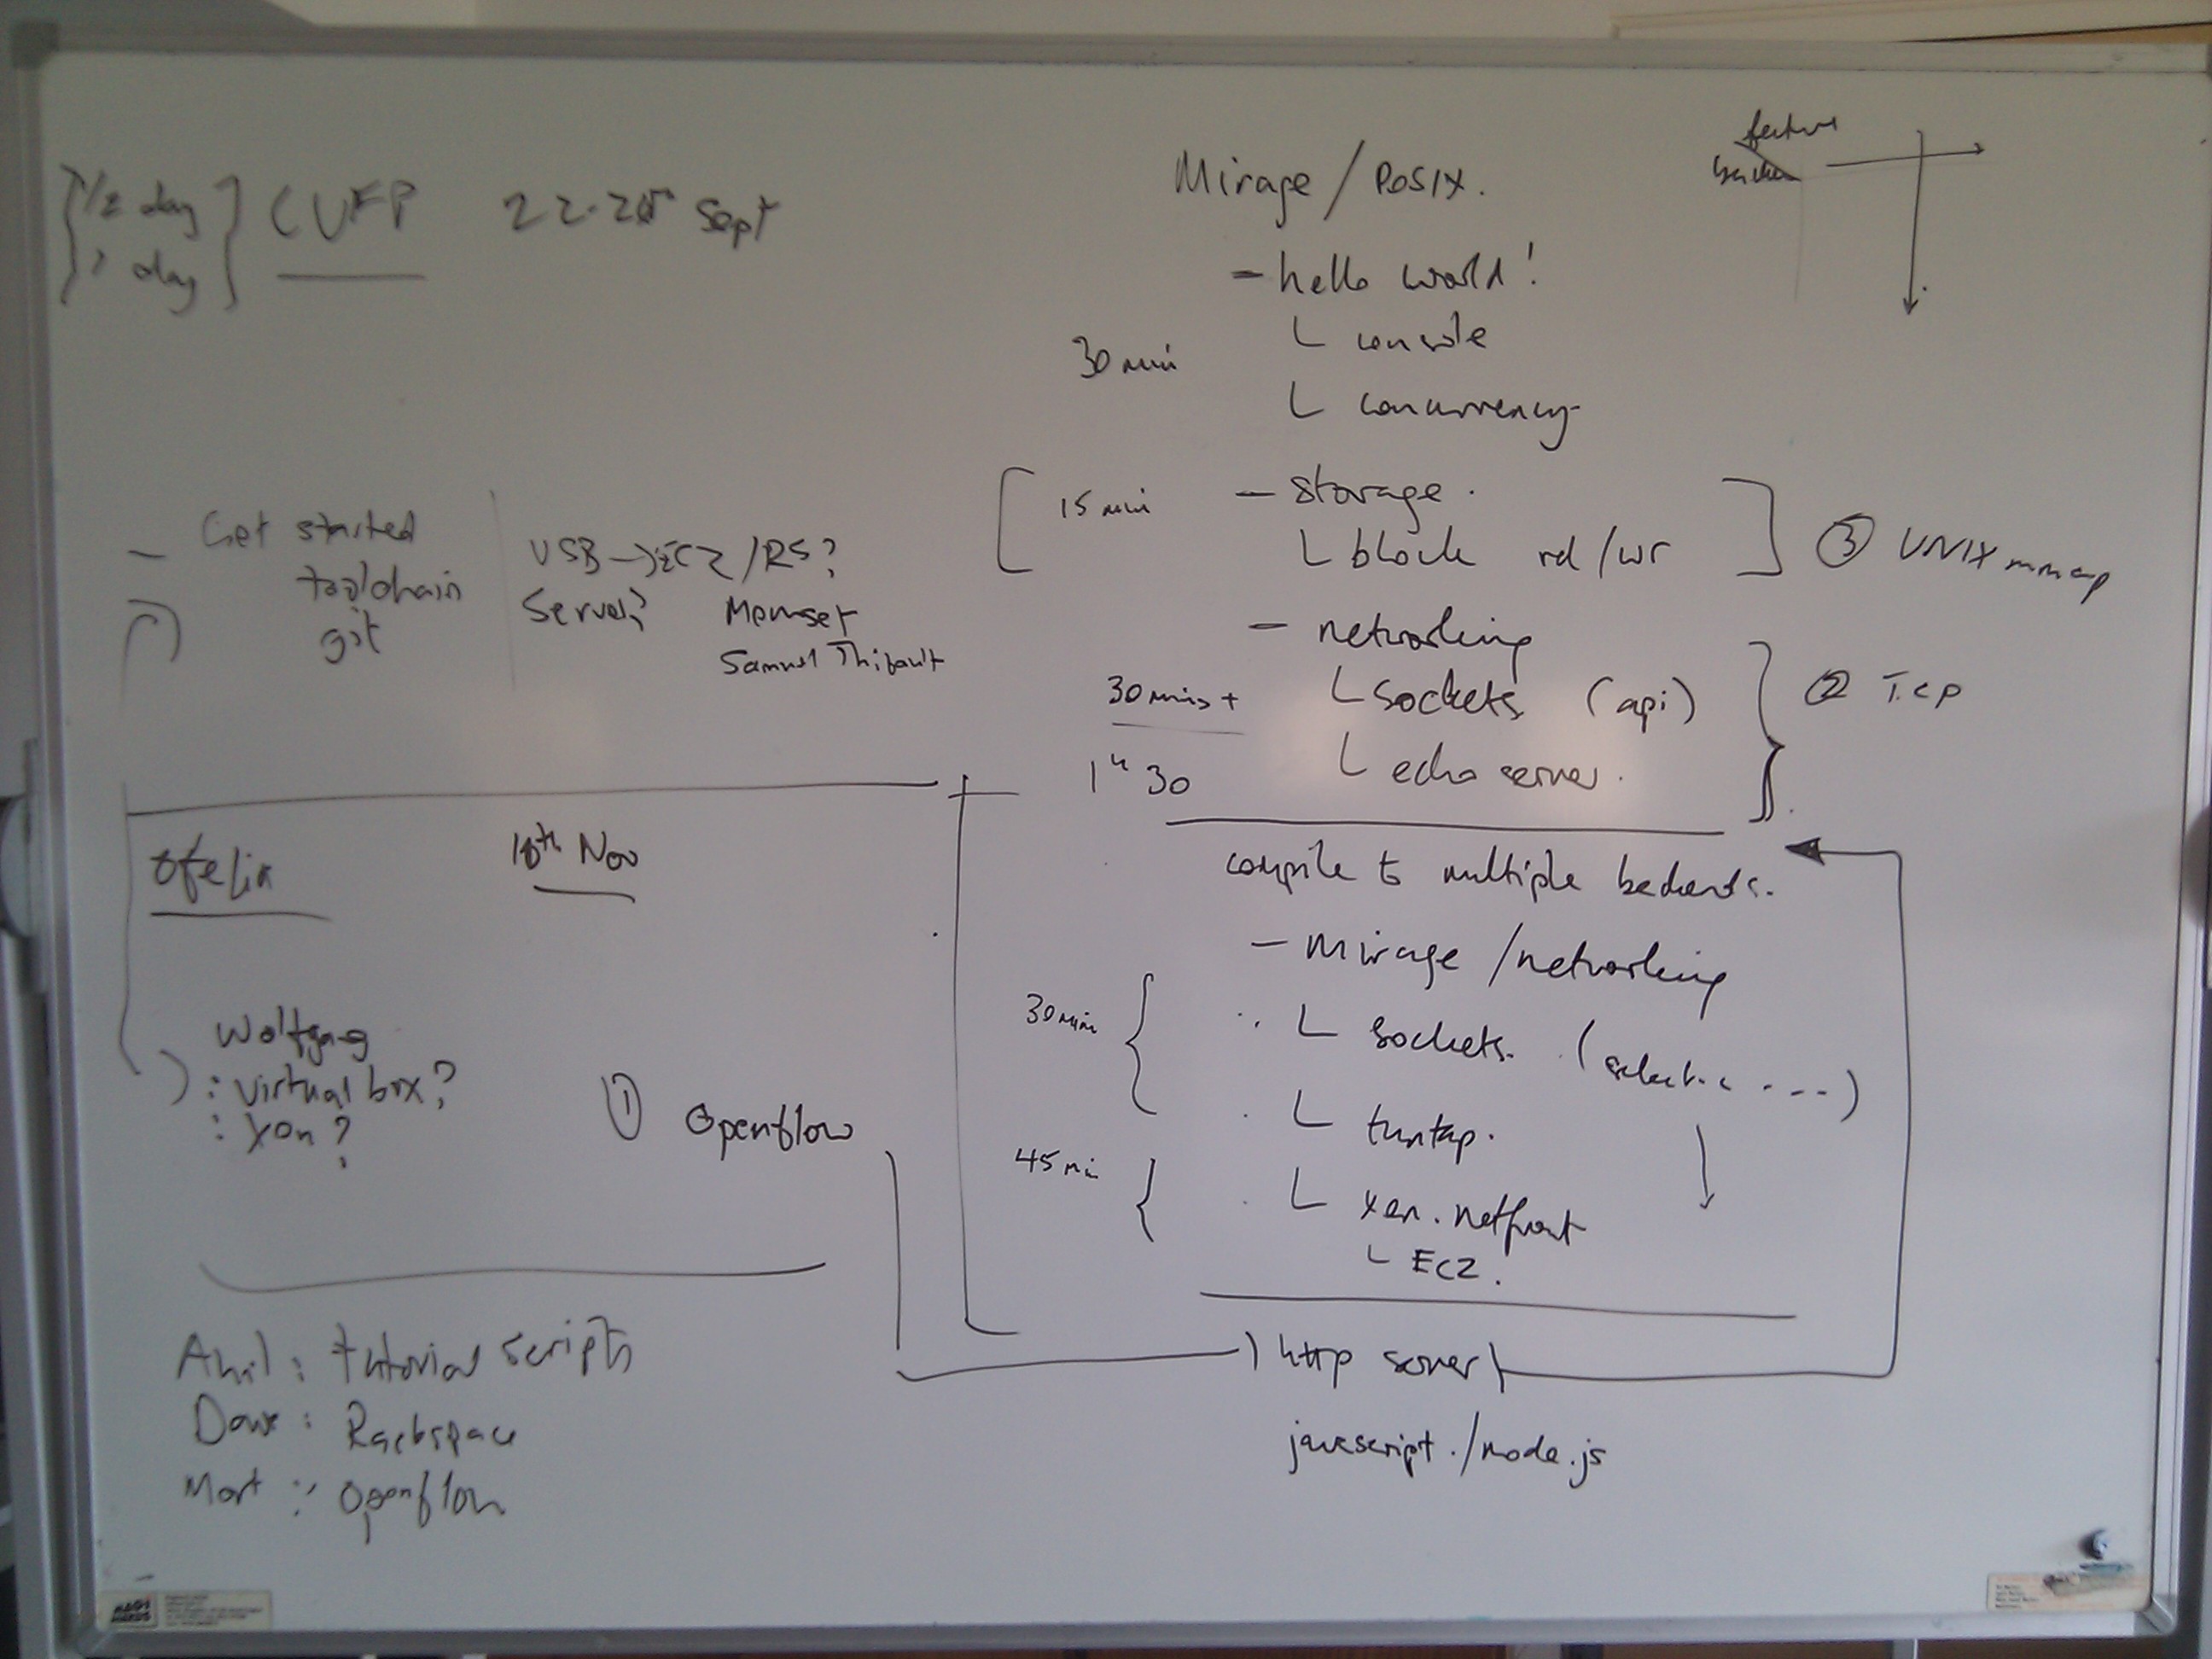 1/2 day
1 day
CUFP 22-25th Sept
- Get started
toolchain
git
USB → EC2 / RS?
Server?
Memset
Samuel Thibault
Ofelia
18th Nov
Wolfgang
: virtual box?
: Xen?
① Openflow
Anil: tutorial scripts
Dave: Rackspace
Mort: Openflow
Mirage / POSIX.
feature
- hello world!
30 min
└ console
└ concurrency
15 min
- storage.
└ block rd/wr
③ UNIX mmap
- networking
30 mins +
└ sockets (api)
② TCP
1h 30
└ echo server.
compile to multiple backends.
- Mirage / networking
30 min
└ sockets. (select.. ...)
└ tuntap.
45 min
└ xen.netfront
└ EC2.
http server
javascript./node.js